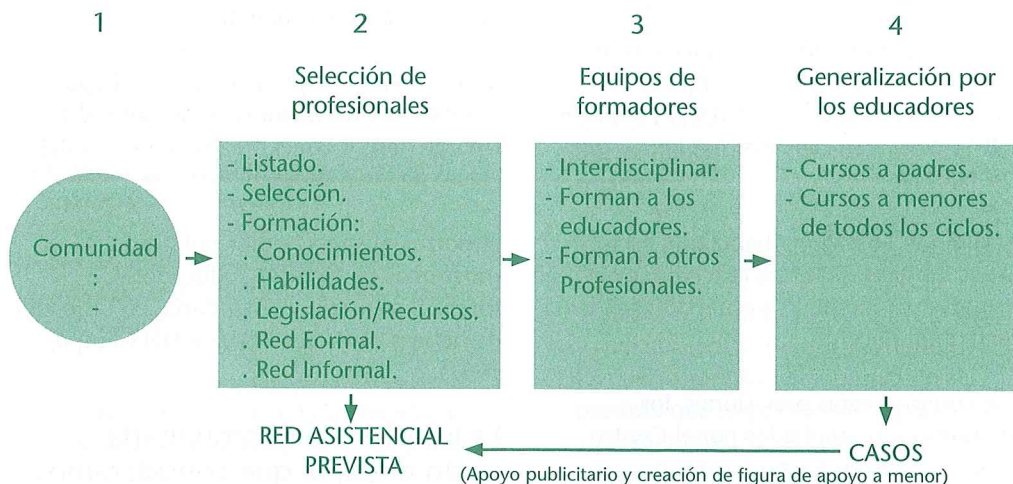 1
2
3
4
Selección de
profesionales
Equipos de
formadores
Generalización por
los educadores
Comunidad
:
-
- Listado.
- Selección.
- Formación:
. Conocimientos.
. Habilidades.
. Legislación/Recursos.
. Red Formal.
. Red Informal.
- Interdisciplinar.
- Forman a los
educadores.
- Forman a otros
Profesionales.
- Cursos a padres.
- Cursos a menores
de todos los ciclos.
RED ASISTENCIAL
PREVISTA
CASOS
(Apoyo publicitario y creación de figura de apoyo a menor)